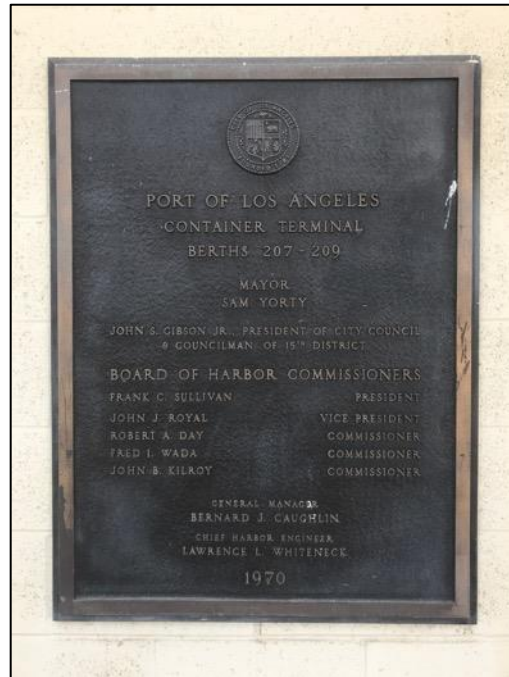 PORT OF LOS ANGELES
CONTAINER TERMINAL
BERTHS 207-209
MAYOR
SAM YORTY
JOHN S. GIBSON JR., PRESIDENT OF CITY COUNCIL
& COUNCILMAN OF 15TH DISTRICT
BOARD OF HARBOR COMMISSIONERS
FRANK C. SULLIVAN PRESIDENT
JOHN J. ROYAL VICE PRESIDENT
ROBERT A. DAY COMMISSIONER
FRED I. WADA COMMISSIONER
JOHN B. KILROY COMMISSIONER
GENERAL MANAGER
BERNARD J. CAUGHLIN
CHIEF HARBOR ENGINEER
LAWRENCE L. WHITENECK
1970